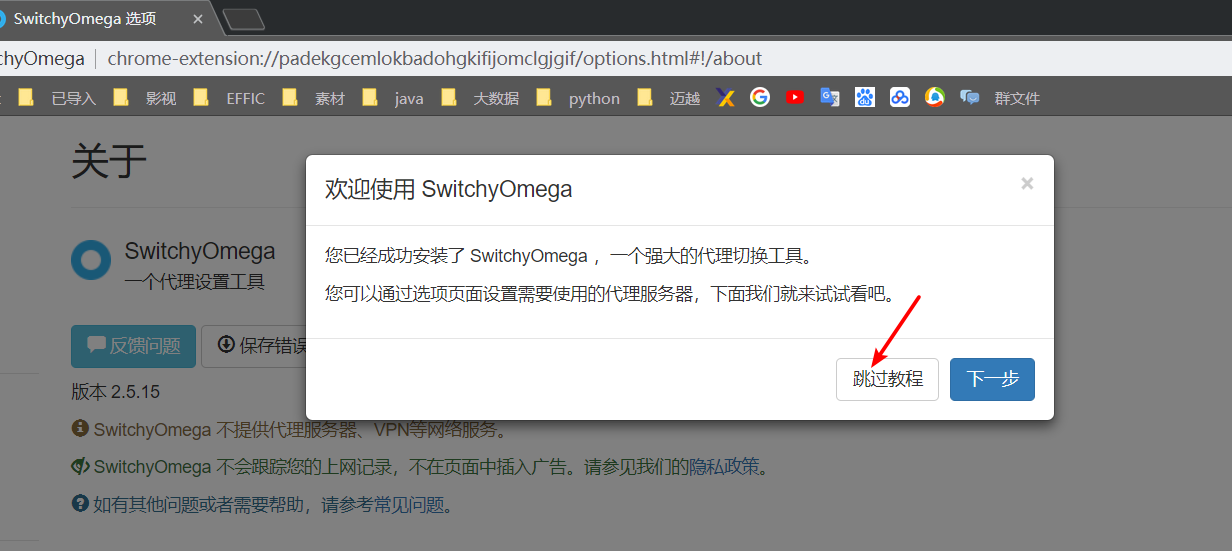 SwitchyOmega 选项
chyOmega | chrome-extension://padekgcemlokbadohgkifijomclgjgif/options.html#!/about
已导入 影视 EFFIC 素材 java 大数据 python 迈越 群文件
关于
欢迎使用 SwitchyOmega ×
SwitchyOmega
一个代理设置工具
您已经成功安装了 SwitchyOmega ，一个强大的代理切换工具。
您可以通过选项页面设置需要使用的代理服务器，下面我们就来试试看吧。
反馈问题 保存错误
跳过教程 下一步
版本 2.5.15
SwitchyOmega 不提供代理服务器、VPN等网络服务。
SwitchyOmega 不会跟踪您的上网记录，不在页面中插入广告。请参见我们的隐私政策。
如有其他问题或者需要帮助，请参考常见问题。